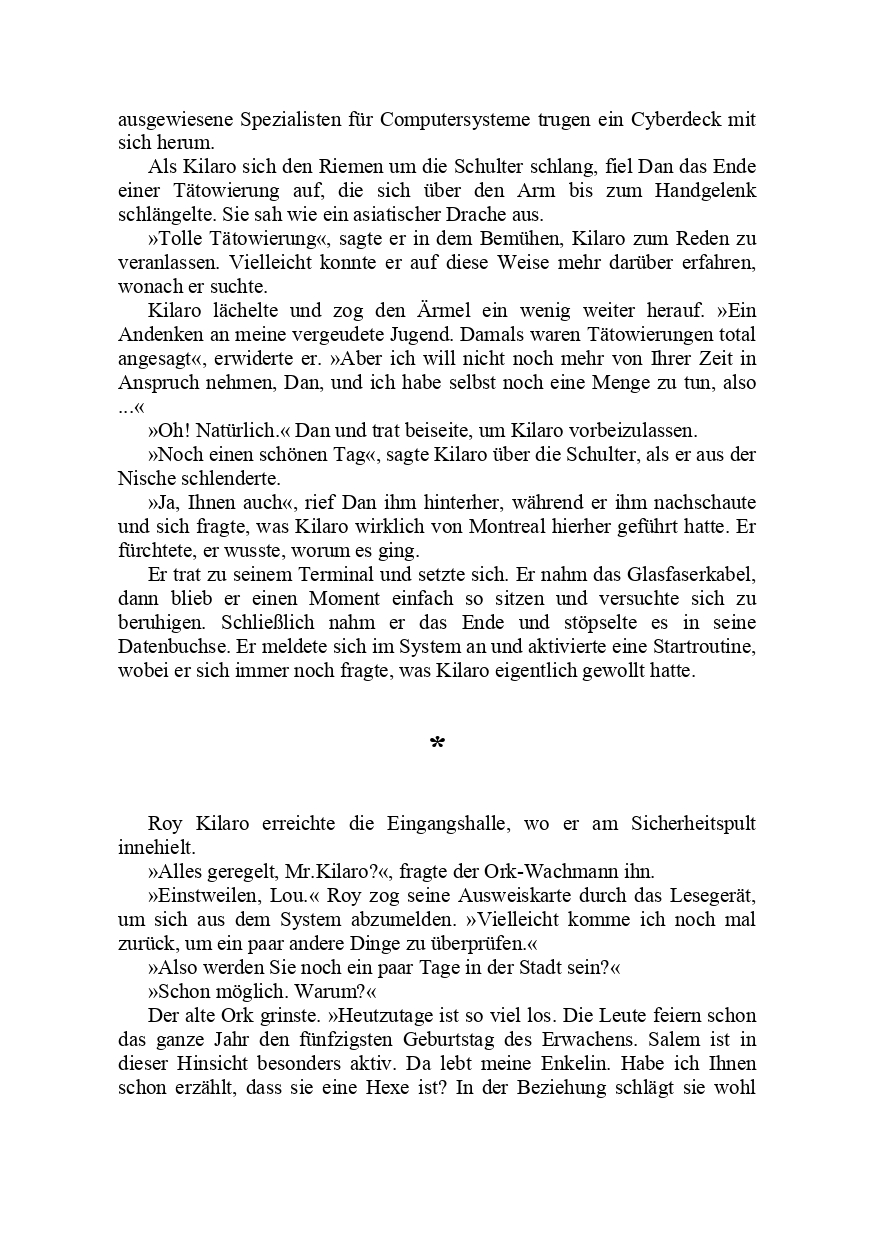 ausgewiesene Spezialisten für Computersysteme trugen ein Cyberdeck mit
sich herum.
Als Kilaro sich den Riemen um die Schulter schlang, fiel Dan das Ende
einer Tätowierung auf, die sich über den Arm bis zum Handgelenk
schlängelte. Sie sah wie ein asiatischer Drache aus.
»Tolle Tätowierung«, sagte er in dem Bemühen, Kilaro zum Reden zu
veranlassen. Vielleicht konnte er auf diese Weise mehr darüber erfahren,
wonach er suchte.
Kilaro lächelte und zog den Ärmel ein wenig weiter herauf. »Ein
Andenken an meine vergeudete Jugend. Damals waren Tätowierungen total
angesagt«, erwiderte er. »Aber ich will nicht noch mehr von Ihrer Zeit in
Anspruch nehmen, Dan, und ich habe selbst noch eine Menge zu tun, also
...«
»Oh! Natürlich.« Dan und trat beiseite, um Kilaro vorbeizulassen.
»Noch einen schönen Tag«, sagte Kilaro über die Schulter, als er aus der
Nische schlenderte.
»Ja, Ihnen auch«, rief Dan ihm hinterher, während er ihm nachschaute
und sich fragte, was Kilaro wirklich von Montreal hierher geführt hatte. Er
fürchtete, er wusste, worum es ging.
Er trat zu seinem Terminal und setzte sich. Er nahm das Glasfaserkabel,
dann blieb er einen Moment einfach so sitzen und versuchte sich zu
beruhigen. Schließlich nahm er das Ende und stöpselte es in seine
Datenbuchse. Er meldete sich im System an und aktivierte eine Startroutine,
wobei er sich immer noch fragte, was Kilaro eigentlich gewollt hatte.
*
Roy Kilaro erreichte die Eingangshalle, wo er am Sicherheitspult
innehielt.
»Alles geregelt, Mr.Kilaro?«, fragte der Ork-Wachmann ihn.
»Einstweilen, Lou.« Roy zog seine Ausweiskarte durch das Lesegerät,
um sich aus dem System abzumelden. »Vielleicht komme ich noch mal
zurück, um ein paar andere Dinge zu überprüfen.«
»Also werden Sie noch ein paar Tage in der Stadt sein?«
»Schon möglich. Warum?«
Der alte Ork grinste. »Heutzutage ist so viel los. Die Leute feiern schon
das ganze Jahr den fünfzigsten Geburtstag des Erwachens. Salem ist in
dieser Hinsicht besonders aktiv. Da lebt meine Enkelin. Habe ich Ihnen
schon erzählt, dass sie eine Hexe ist? In der Beziehung schlägt sie wohl